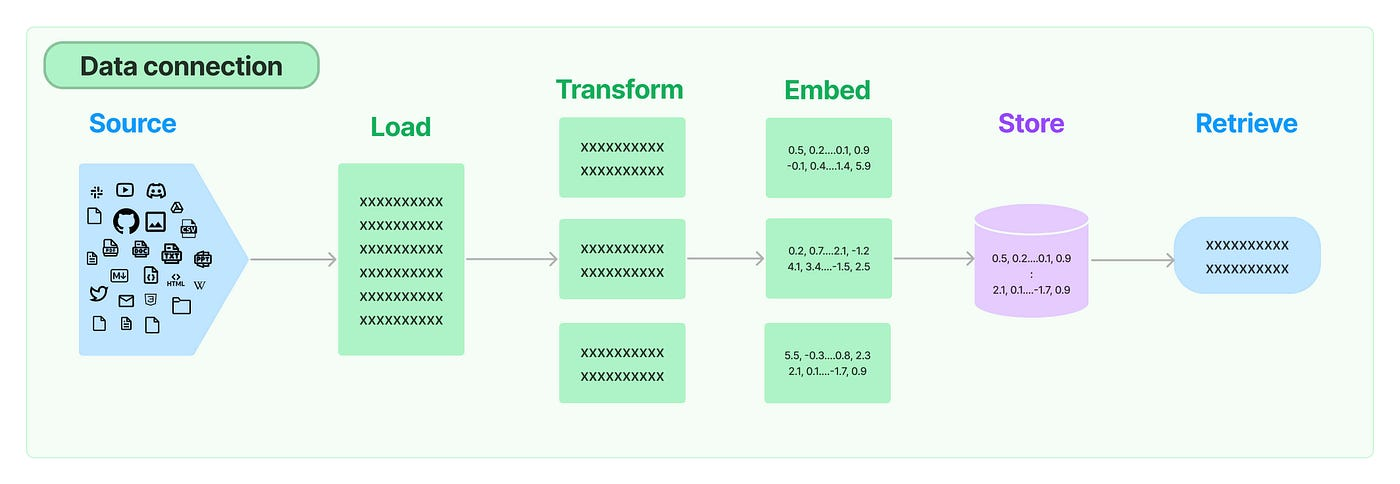 Data connection
Source
Load
Transform
Embed
Store
Retrieve
CSV
PDF
DOC
TXT
PPT
M
HTML
W
XXXXXXXXXX
XXXXXXXXXX
XXXXXXXXXX
XXXXXXXXXX
XXXXXXXXXX
XXXXXXXXXX
XXXXXXXXXX
XXXXXXXXXX
XXXXXXXXXX
XXXXXXXXXX
XXXXXXXXXX
XXXXXXXXXX
0.5, 0.2....0.1, 0.9
-0.1, 0.4....1.4, 5.9
0.2, 0.7....2.1, -1.2
4.1, 3.4....-1.5, 2.5
5.5, -0.3....0.8, 2.3
2.1, 0.1....-1.7, 0.9
0.5, 0.2....0.1, 0.9
:
2.1, 0.1....-1.7, 0.9
XXXXXXXXXX
XXXXXXXXXX